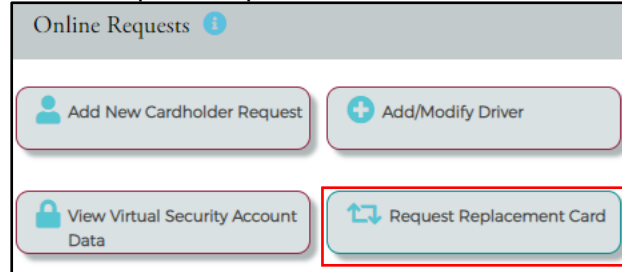 Online Requests
Add New Cardholder Request
Add/Modify Driver
View Virtual Security Account
Data
Request Replacement Card